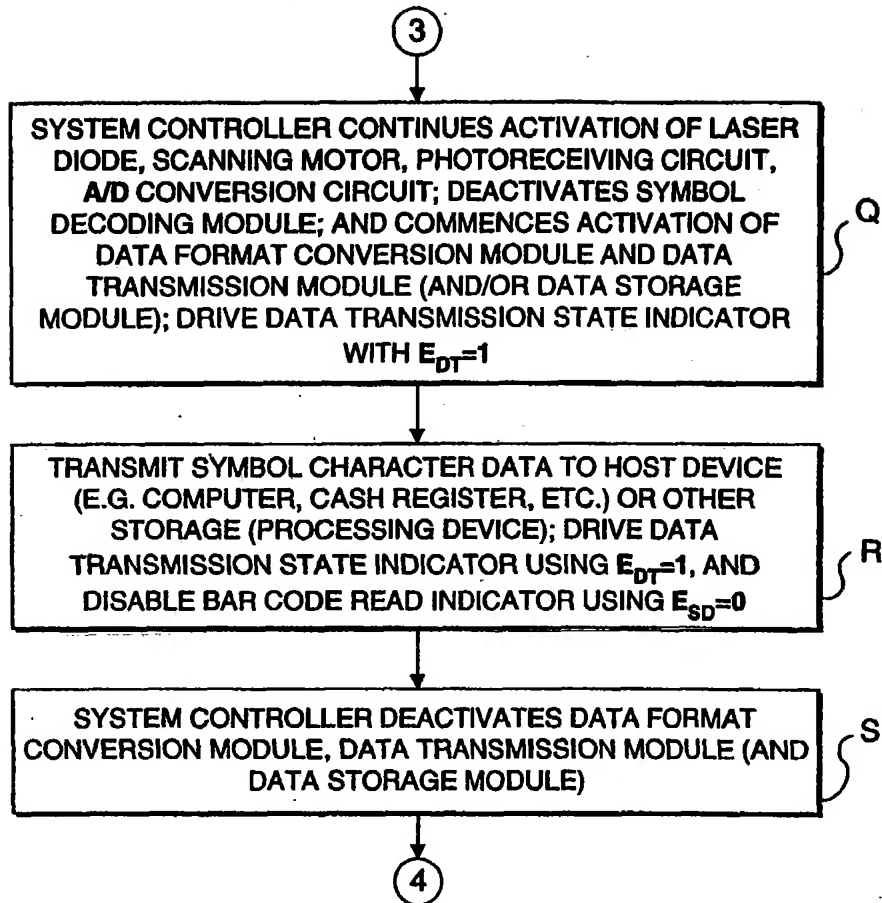 3
SYSTEM CONTROLLER CONTINUES ACTIVATION OF LASER
DIODE, SCANNING MOTOR, PHOTORECEIVING CIRCUIT,
A/D CONVERSION CIRCUIT; DEACTIVATES SYMBOL
DECODING MODULE; AND COMMENCES ACTIVATION OF
DATA FORMAT CONVERSION MODULE AND DATA
TRANSMISSION MODULE (AND/OR DATA STORAGE
MODULE); DRIVE DATA TRANSMISSION STATE INDICATOR
WITH E_DT=1
Q
TRANSMIT SYMBOL CHARACTER DATA TO HOST DEVICE
(E.G. COMPUTER, CASH REGISTER, ETC.) OR OTHER
STORAGE (PROCESSING DEVICE); DRIVE DATA
TRANSMISSION STATE INDICATOR USING E_DT=1, AND
DISABLE BAR CODE READ INDICATOR USING E_SD=0
R
SYSTEM CONTROLLER DEACTIVATES DATA FORMAT
CONVERSION MODULE, DATA TRANSMISSION MODULE (AND
DATA STORAGE MODULE)
S
4